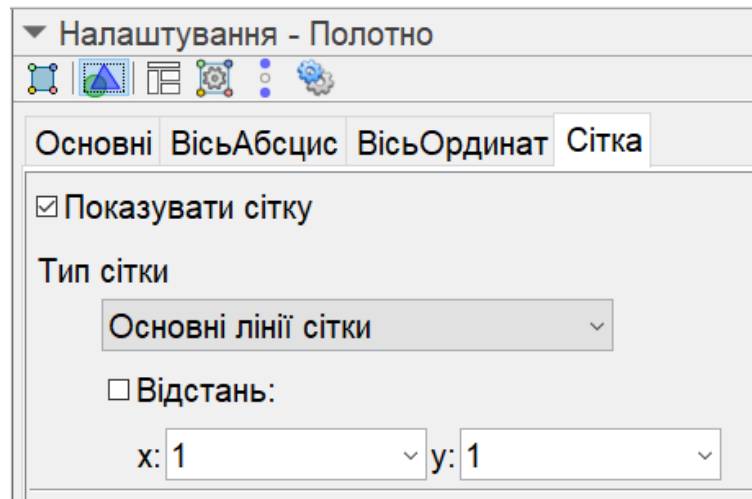 Налаштування - Полотно
Основні ВісьАбсцис ВісьОрдинат Сітка
Показувати сітку
Тип сітки
Основні лінії сітки
Відстань:
x: 1 y: 1